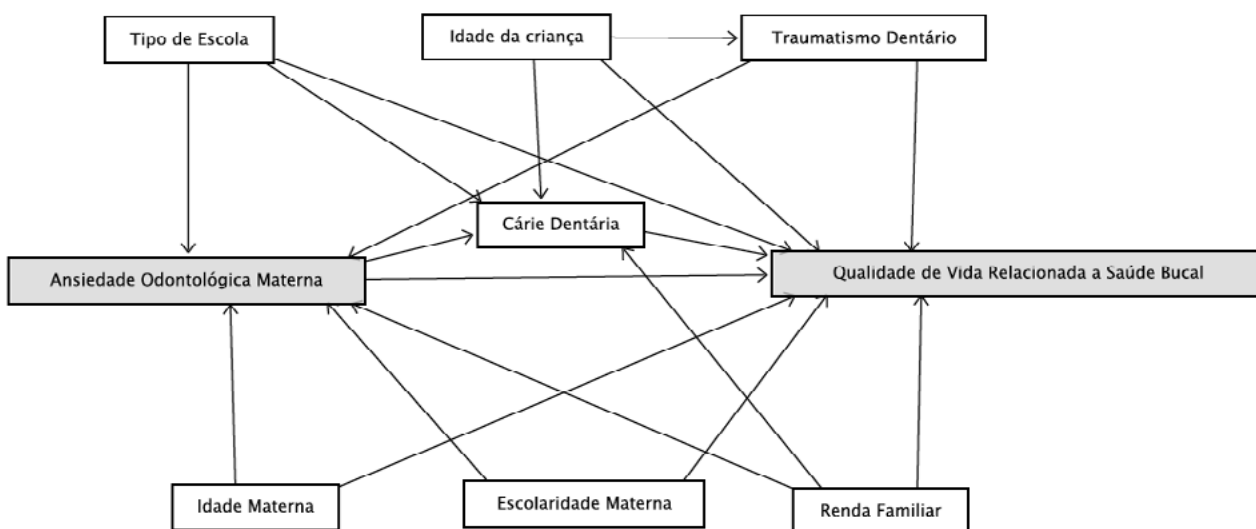 Tipo de Escola
Idade da criança
Traumatismo Dentário
Cárie Dentária
Ansiedade Odontológica Materna
Qualidade de Vida Relacionada a Saúde Bucal
Idade Materna
Escolaridade Materna
Renda Familiar